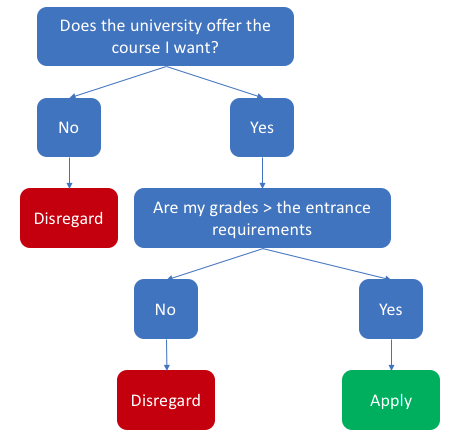 Does the university offer the
course I want?
No
Yes
Disregard
Are my grades > the entrance
requirements
No
Yes
Disregard
Apply